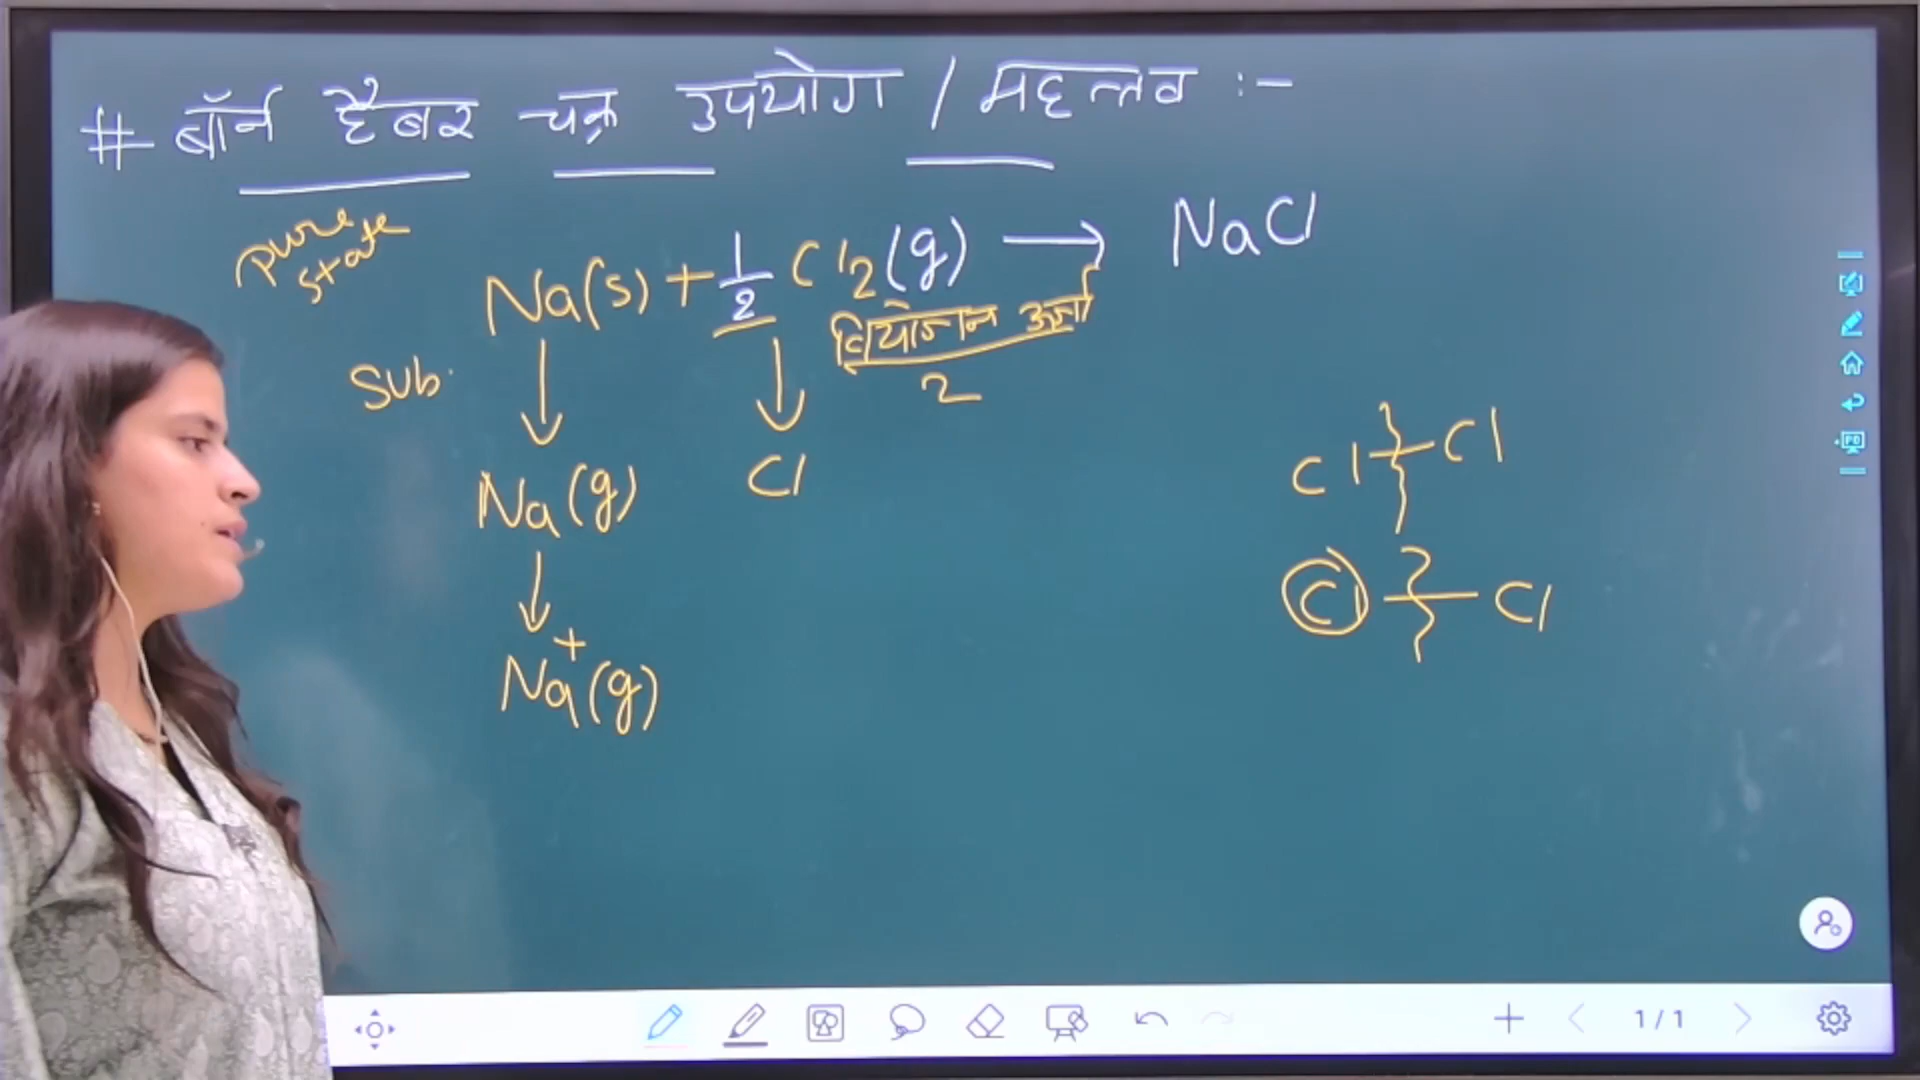 # बॉर्न हैबर चक्र उपयोग / महत्त्व :-
pure state
Na(s) + 1/2 Cl2(g) → NaCl
वियोजन ऊर्जा
2
Sub.
Na(g) Cl
Na+(g)
Cl - Cl
Cl - Cl
1/1